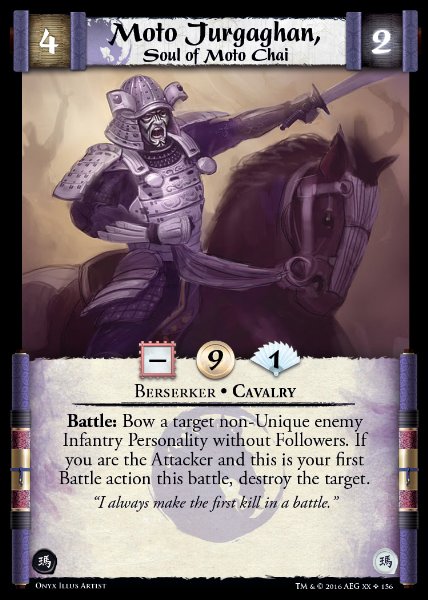 4
Moto Jurgaghan,
Soul of Moto Chai
2
–
9
1
Berserker • Cavalry
Battle: Bow a target non-Unique enemy
Infantry Personality without Followers. If
you are the Attacker and this is your first
Battle action this battle, destroy the target.
“I always make the first kill in a battle.”
瑪
瑪
Onyx Illus Artist
TM & © 2016 AEG XX ❖ 156